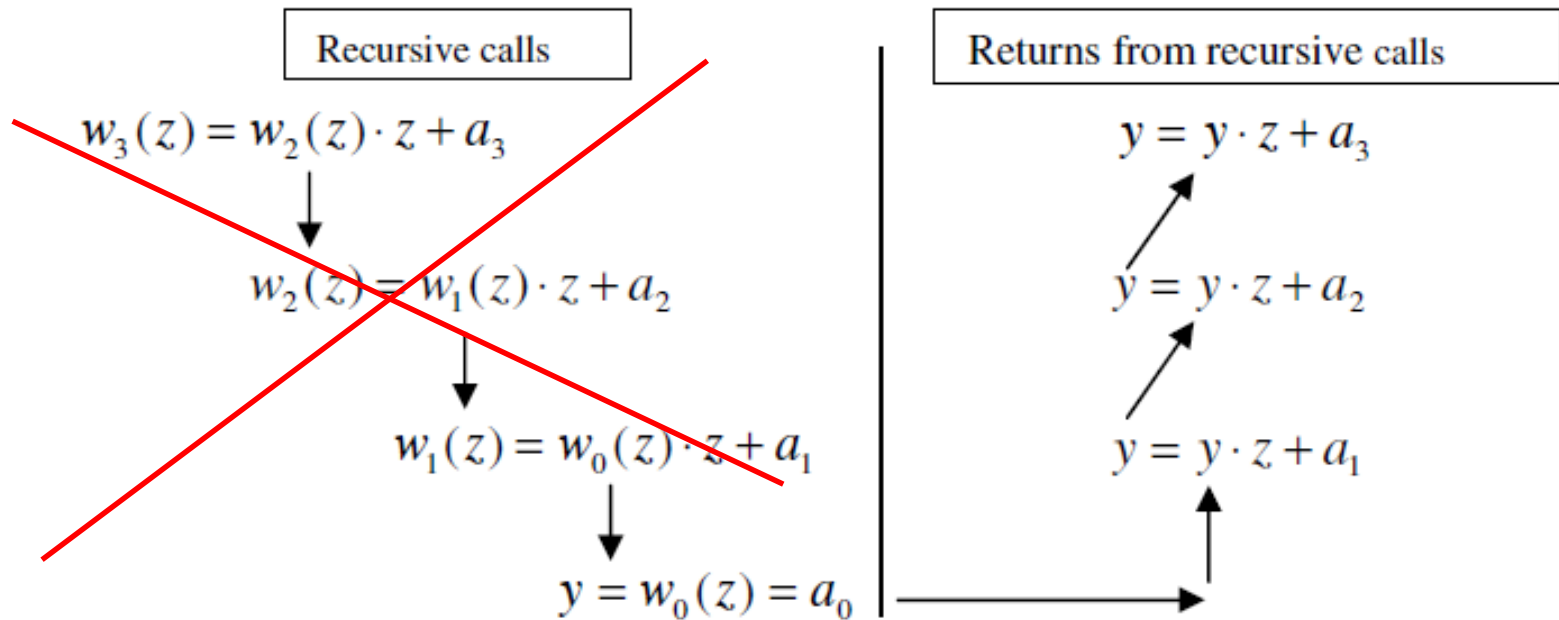 Recursive calls
w₃(z) = w₂(z) · z + a₃
w₂(z) = w₁(z) · z + a₂
w₁(z) = w₀(z) · z + a₁
y = w₀(z) = a₀
Returns from recursive calls
y = y · z + a₃
y = y · z + a₂
y = y · z + a₁